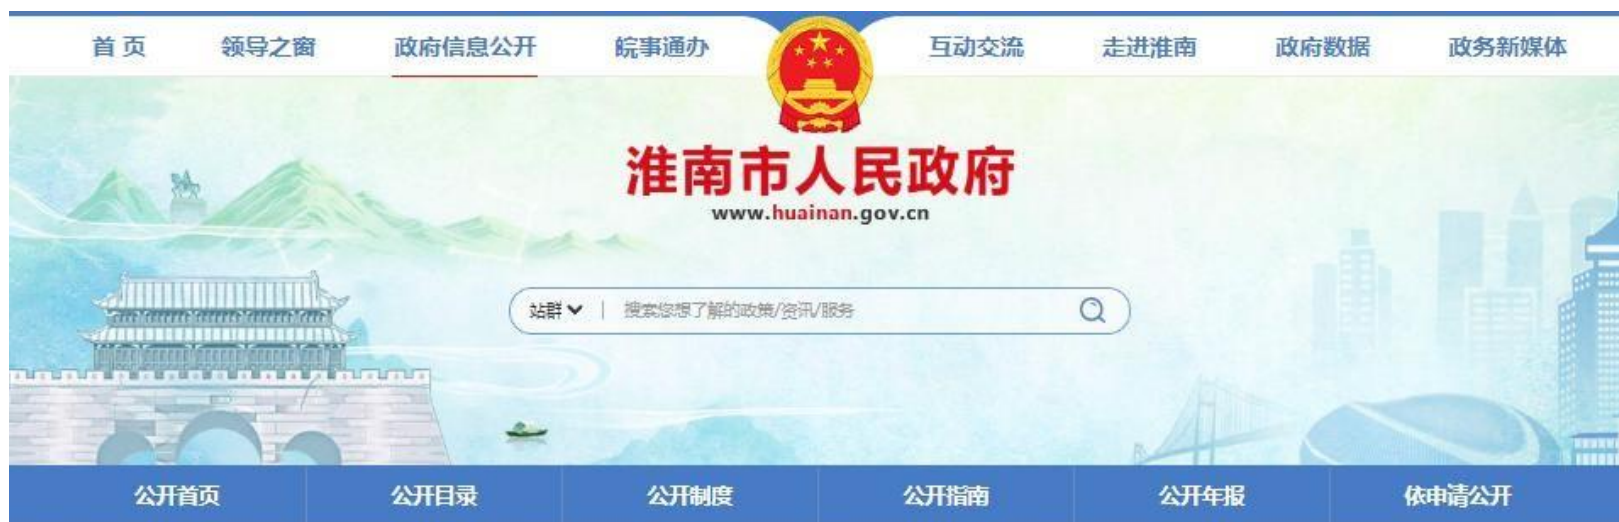 首 页 领导之窗 政府信息公开 皖事通办 互动交流 走进淮南 政府数据 政务新媒体
淮南市人民政府
www.huainan.gov.cn
站群 | 搜索您想了解的政策/资讯/服务
公开首页 公开目录 公开制度 公开指南 公开年报 依申请公开